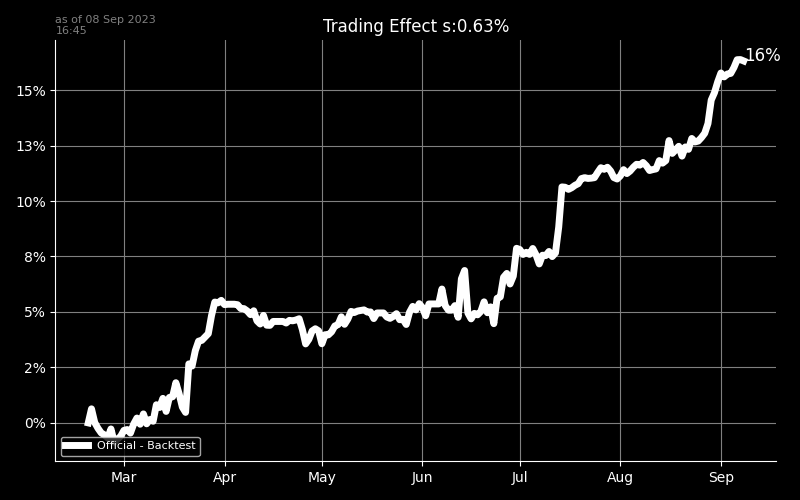 as of 08 Sep 2023
16:45
Trading Effect s:0.63%
16%
15%
13%
10%
8%
5%
2%
0%
Official - Backtest
Mar Apr May Jun Jul Aug Sep